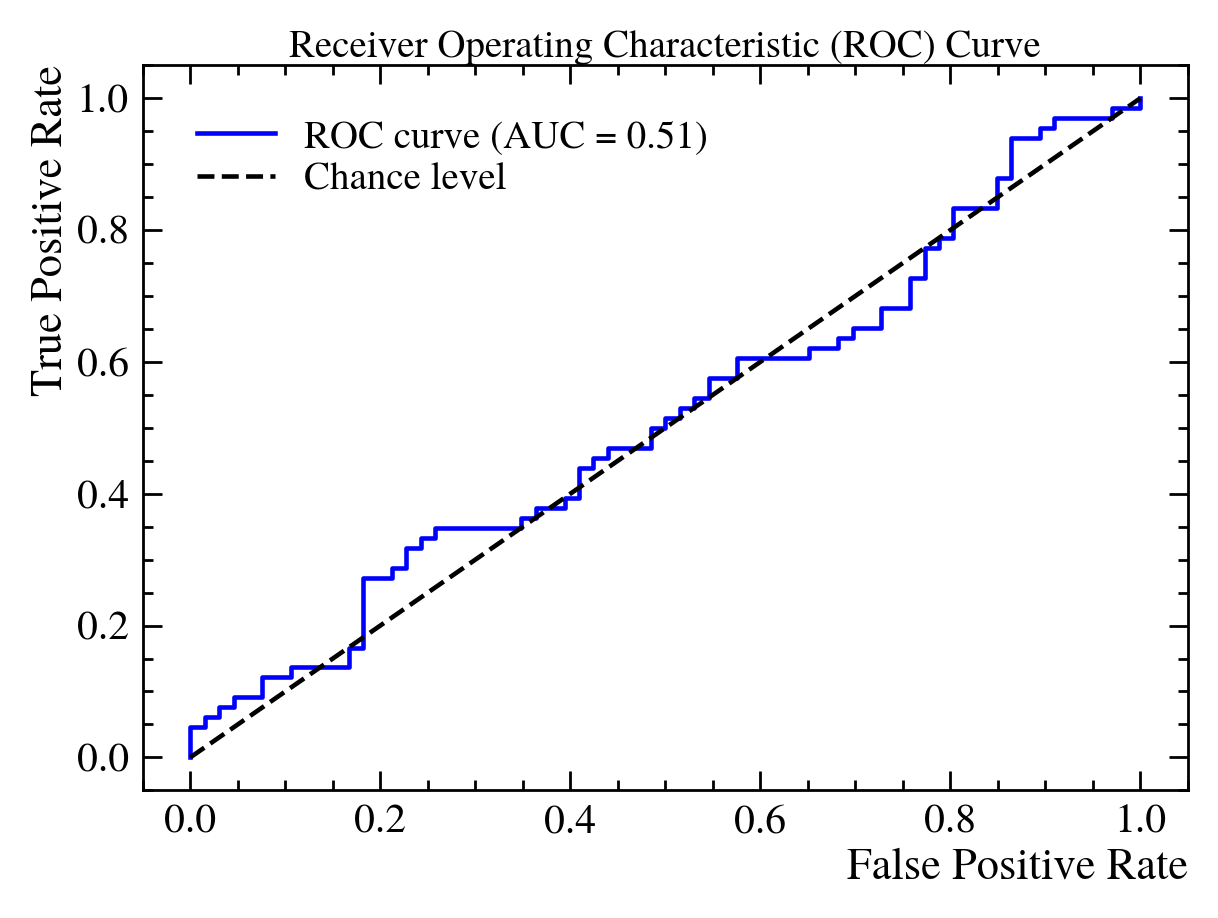 Receiver Operating Characteristic (ROC) Curve
True Positive Rate
1.0
0.8
0.6
0.4
0.2
0.0
ROC curve (AUC = 0.51)
Chance level
0.0 0.2 0.4 0.6 0.8 1.0
False Positive Rate